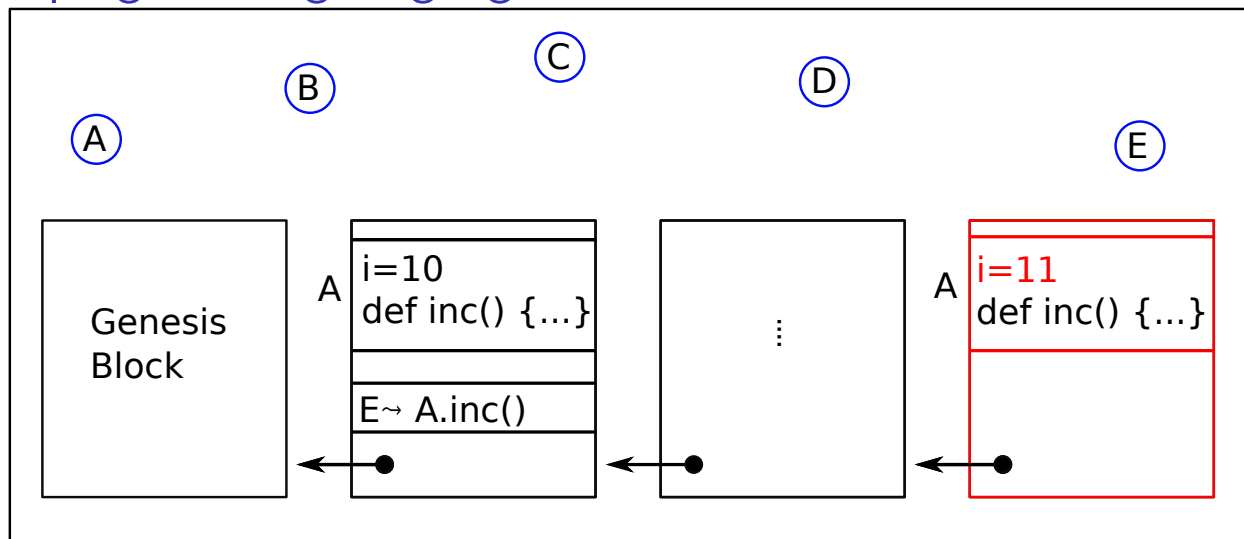 C
B
D
A
E
A
i=10
def inc() {...}
A
i=11
def inc() {...}
Genesis
Block
...
E⤳ A.inc()